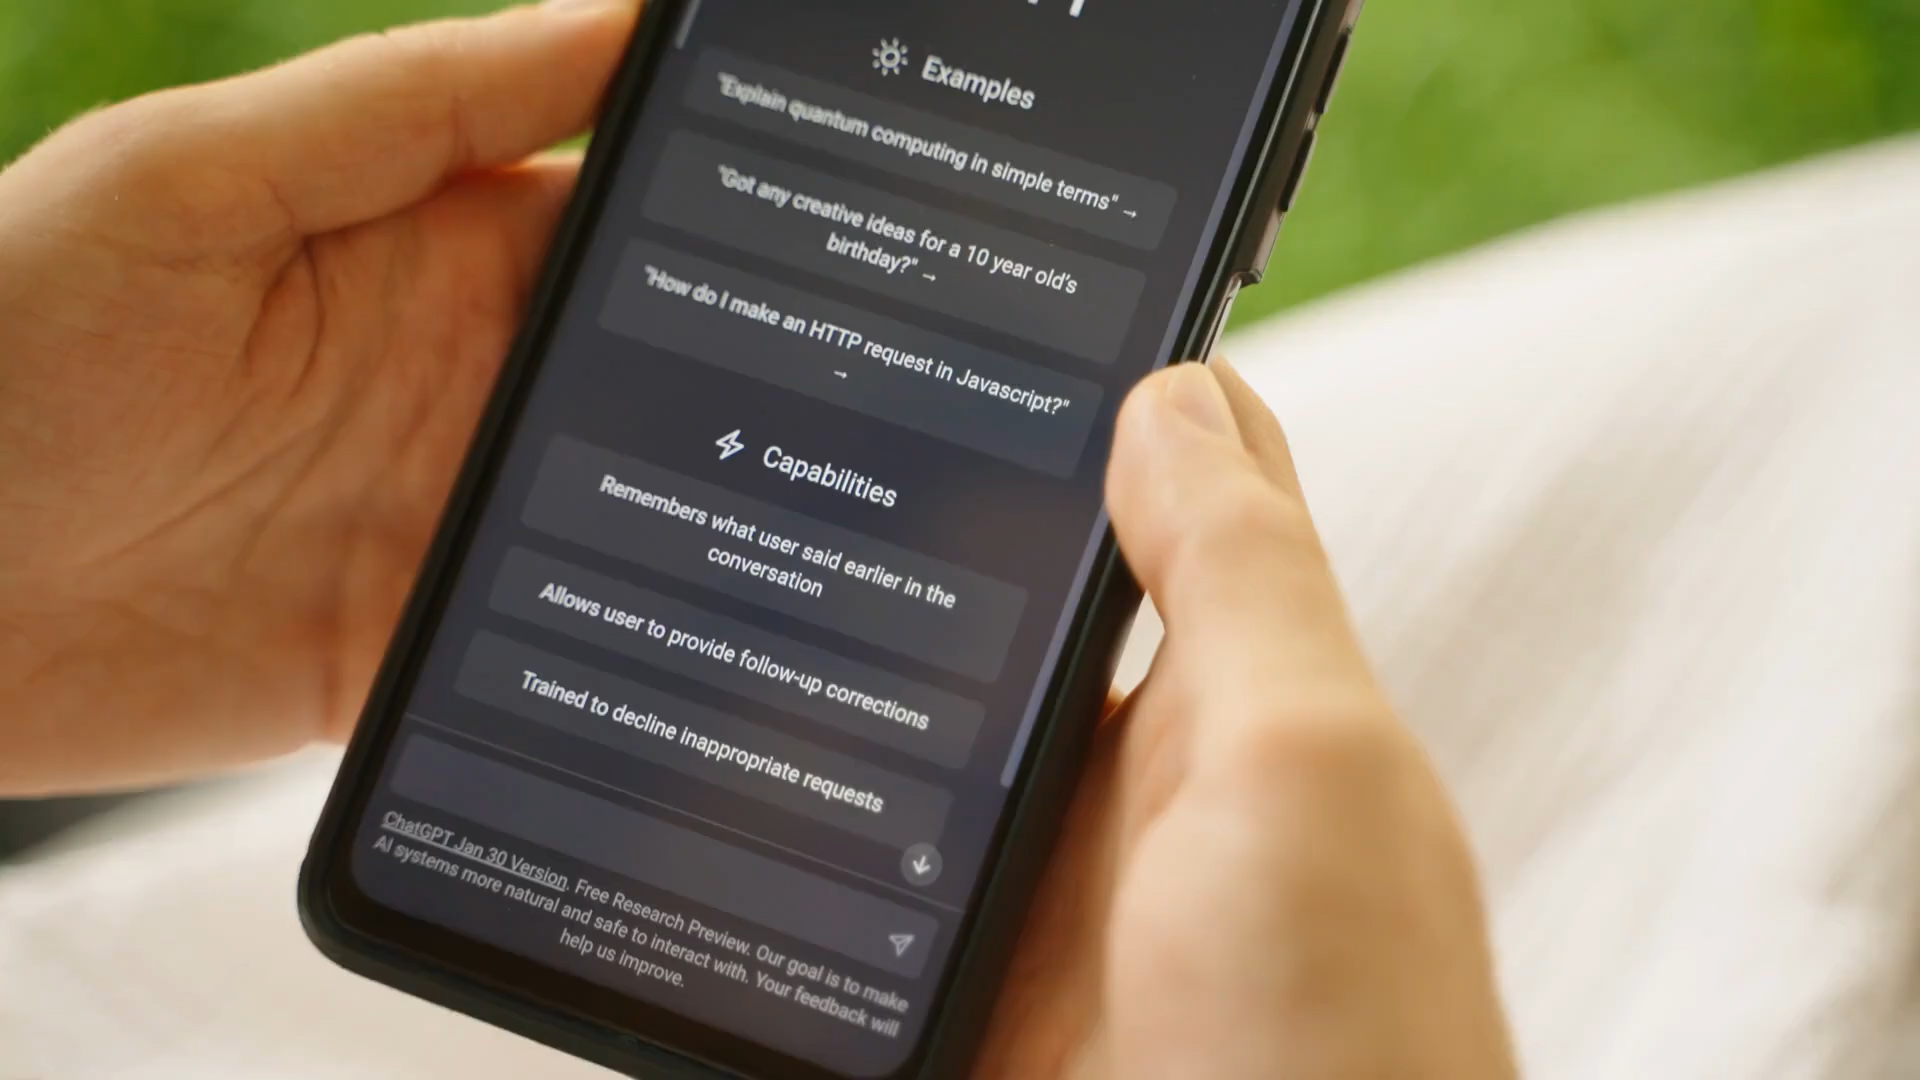 Examples
"Explain quantum computing in simple terms" →
"Got any creative ideas for a 10 year old's
birthday?" →
"How do I make an HTTP request in Javascript?"
→
Capabilities
Remembers what user said earlier in the
conversation
Allows user to provide follow-up corrections
Trained to decline inappropriate requests
ChatGPT Jan 30 Version. Free Research Preview. Our goal is to make
AI systems more natural and safe to interact with. Your feedback will
help us improve.